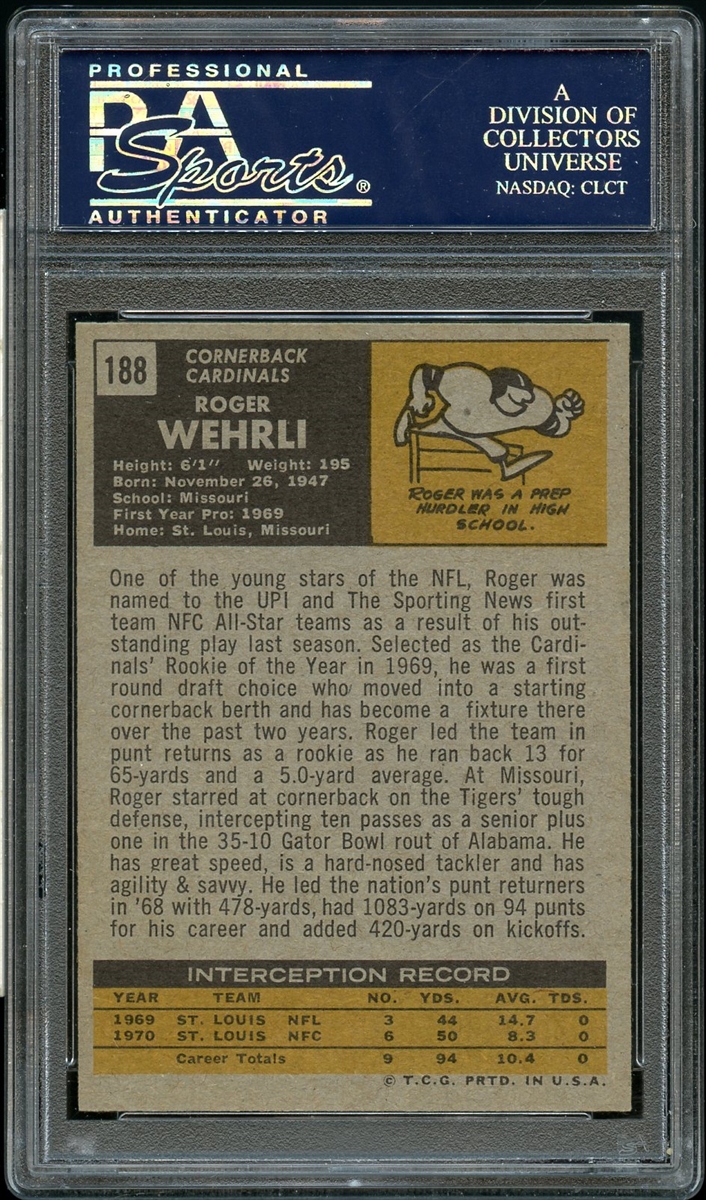 PROFESSIONAL
PSA
Sports®
AUTHENTICATOR
A
DIVISION OF
COLLECTORS
UNIVERSE
NASDAQ: CLCT
188
CORNERBACK
CARDINALS
ROGER
WEHRLI
Height: 6'1" Weight: 195
Born: November 26, 1947
School: Missouri
First Year Pro: 1969
Home: St. Louis, Missouri
ROGER WAS A PREP
HURDLER IN HIGH
SCHOOL.
One of the young stars of the NFL, Roger was
named to the UPI and The Sporting News first
team NFC All-Star teams as a result of his out-
standing play last season. Selected as the Cardi-
nals' Rookie of the Year in 1969, he was a first
round draft choice who moved into a starting
cornerback berth and has become a fixture there
over the past two years. Roger led the team in
punt returns as a rookie as he ran back 13 for
65-yards and a 5.0-yard average. At Missouri,
Roger starred at cornerback on the Tigers' tough
defense, intercepting ten passes as a senior plus
one in the 35-10 Gator Bowl rout of Alabama. He
has great speed, is a hard-nosed tackler and has
agility & savvy. He led the nation's punt returners
in '68 with 478-yards, had 1083-yards on 94 punts
for his career and added 420-yards on kickoffs.
INTERCEPTION RECORD
YEAR TEAM NO. YDS. AVG. TDS.
1969 ST. LOUIS NFL 3 44 14.7 0
1970 ST. LOUIS NFC 6 50 8.3 0
Career Totals 9 94 10.4 0
© T.C.G. PRTD. IN U.S.A.